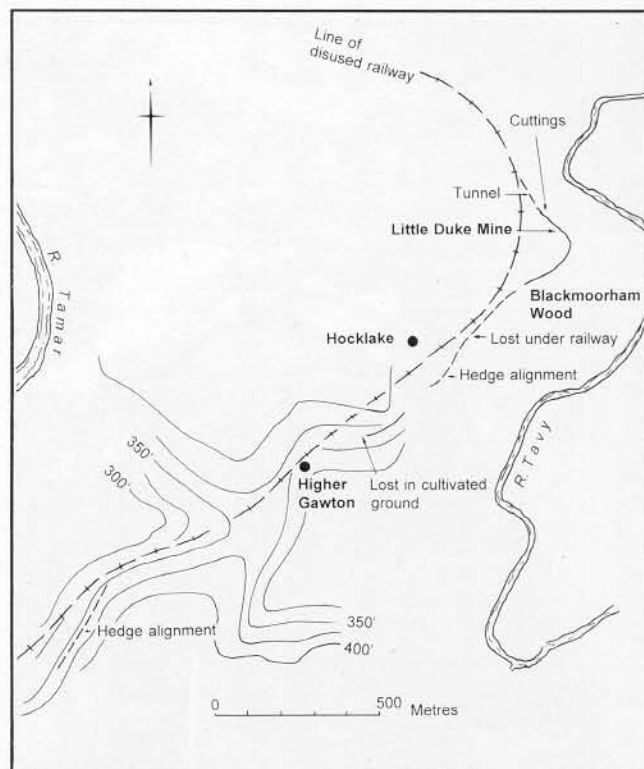 Line of
disused railway
Cuttings
Tunnel
Little Duke Mine
R. Tamar
Blackmoorham
Wood
Hocklake
Lost under railway
Hedge alignment
350'
300'
Higher
Gawton
Lost in cultivated
ground
R. Tavy
Hedge alignment
350'
400'
0
500
Metres